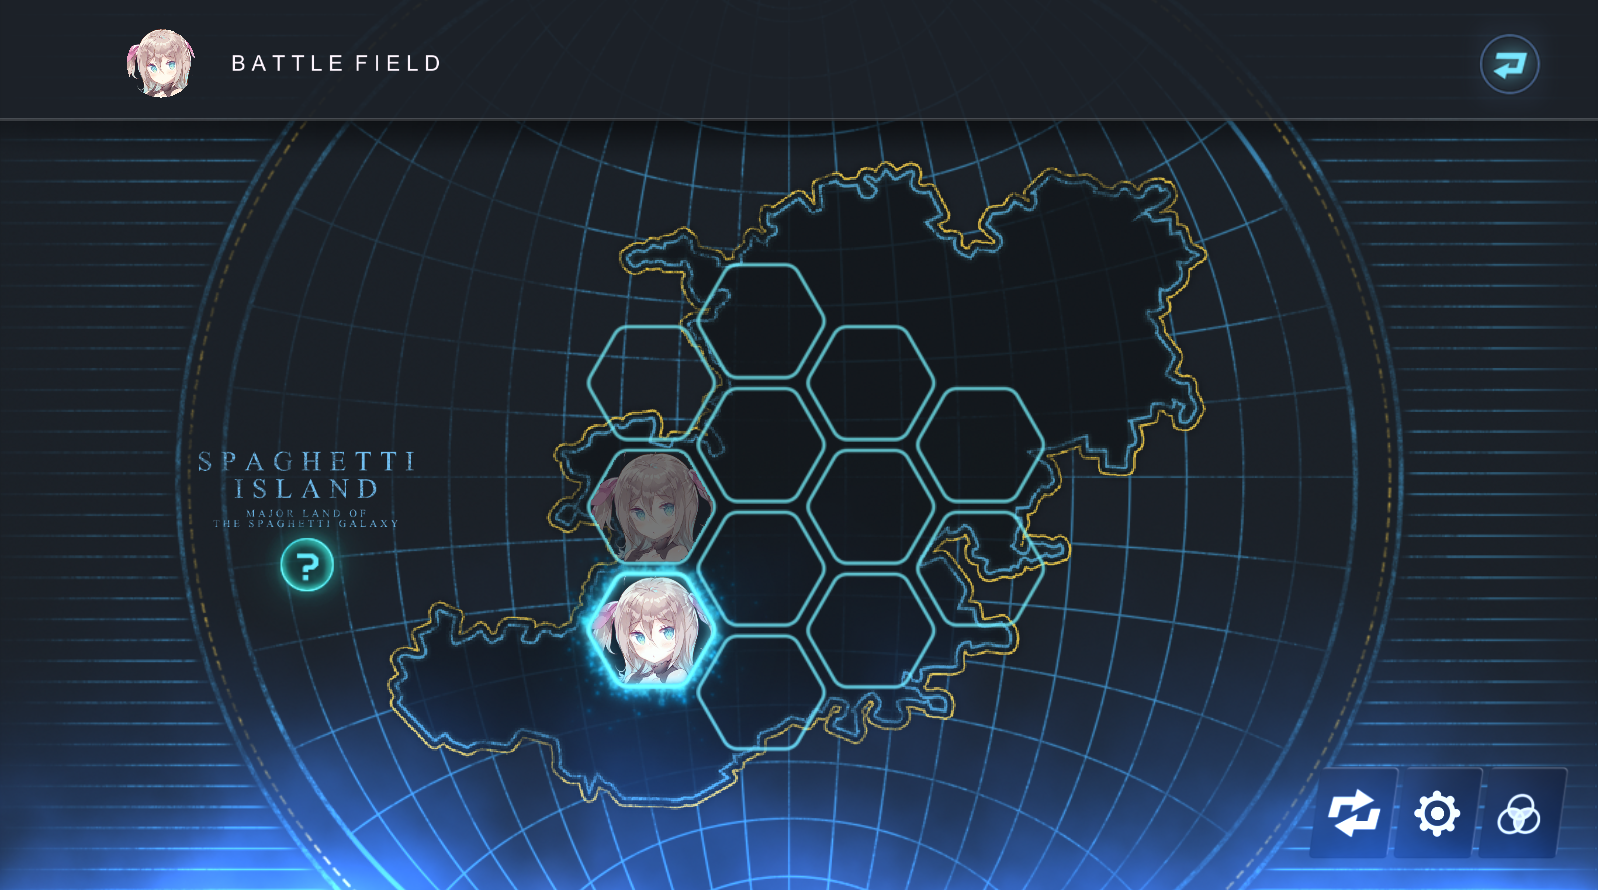 BATTLE FIELD
SPAGHETTI
ISLAND
MAJOR LAND OF
THE SPAGHETTI GALAXY
?